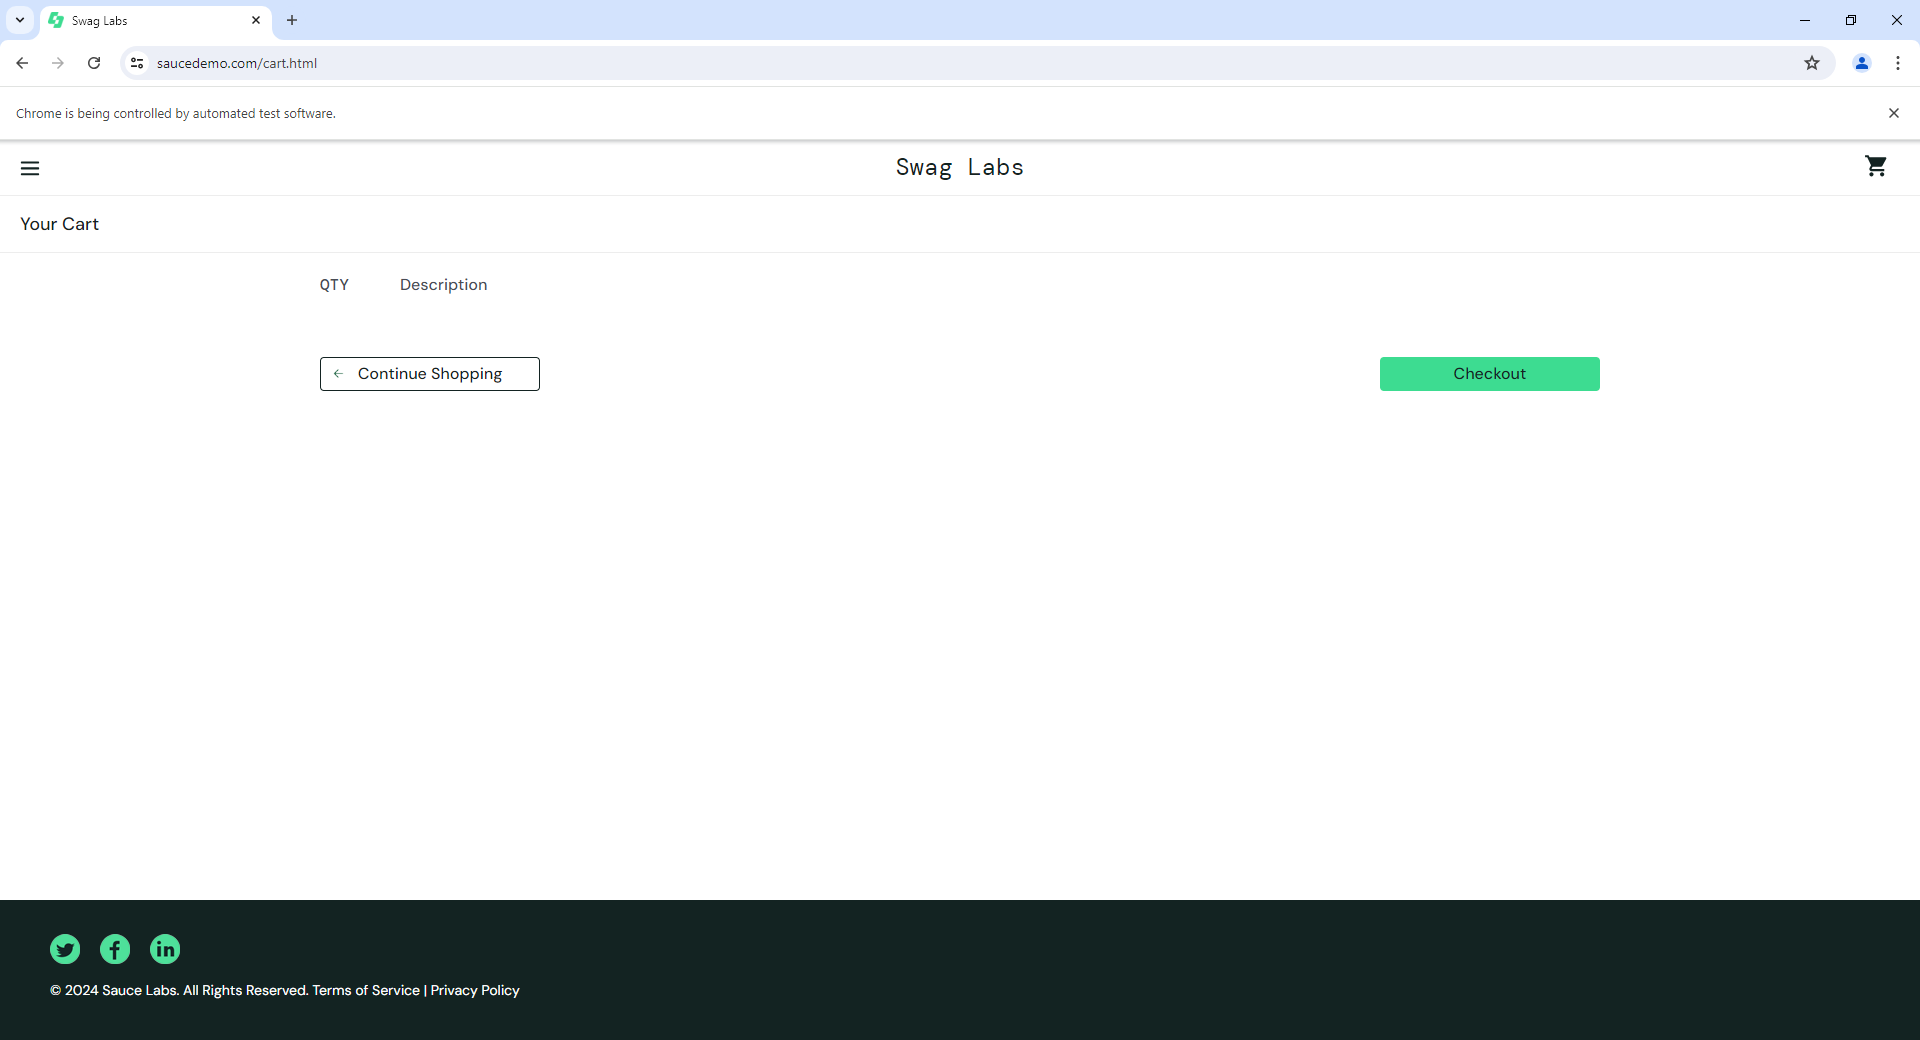 Swag Labs
saucedemo.com/cart.html
Chrome is being controlled by automated test software.
Swag Labs
Your Cart
QTY Description
Continue Shopping
Checkout
© 2024 Sauce Labs. All Rights Reserved. Terms of Service | Privacy Policy